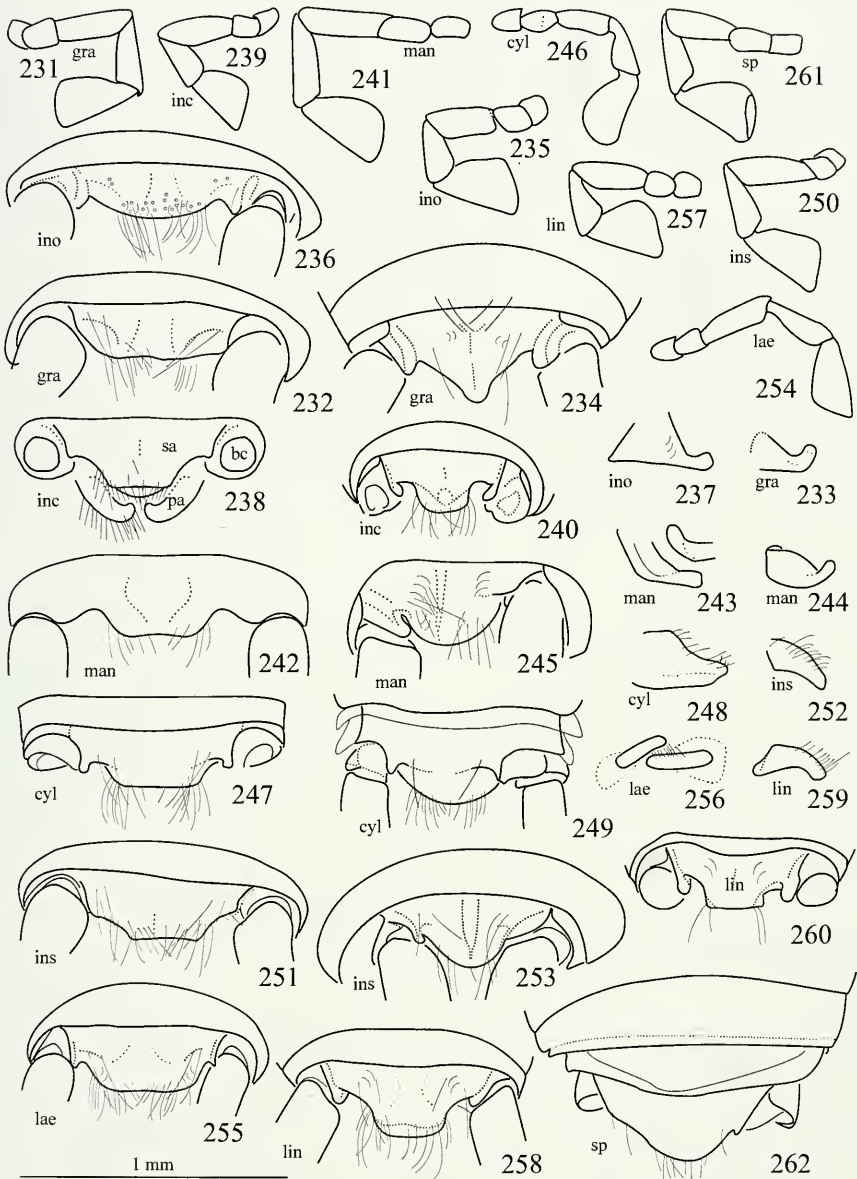 231 gra
239 inc
241 man
cyl 246
sp 261
235 ino
ino 236
lin 257
250 ins
gra 232
gra 234
lae 254
sa bc
inc pa 238
inc 240
ino 237
gra 233
man 242
man 245
man 243
man 244
cyl 248
ins 252
cyl 247
cyl 249
lae 256
lin 259
ins 251
ins 253
lin 260
lae 255
lin 258
sp 262
1 mm